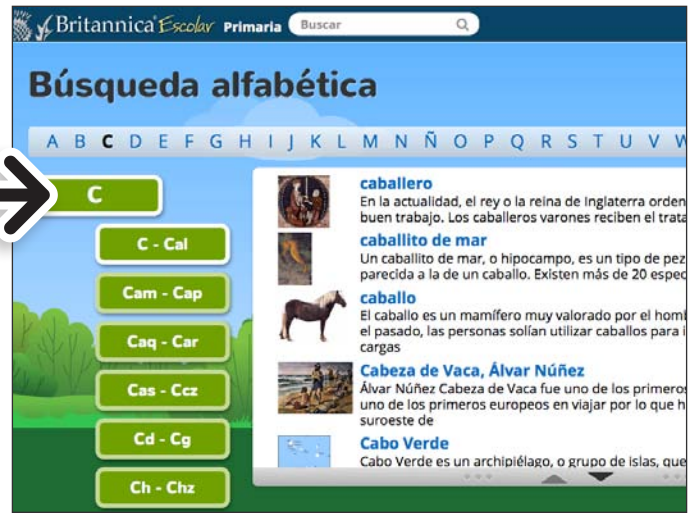 Britannica Escolar Primaria Buscar
Búsqueda alfabética
A B C D E F G H I J K L M N Ñ O P Q R S T U V
C
C - Cal
Cam - Cap
Caq - Car
Cas - Ccz
Cd - Cg
Ch - Chz
caballero
En la actualidad, el rey o la reina de Inglaterra orden
buen trabajo. Los caballeros varones reciben el trata
caballito de mar
Un caballito de mar, o hipocampo, es un tipo de pez
parecida a la de un caballo. Existen más de 20 espec
caballo
El caballo es un mamífero muy valorado por el homb
el pasado, las personas solían utilizar caballos para i
cargas
Cabeza de Vaca, Álvar Núñez
Álvar Núñez Cabeza de Vaca fue uno de los primeros
uno de los primeros europeos en viajar por lo que h
suroeste de
Cabo Verde
Cabo Verde es un archipiélago, o grupo de islas, que